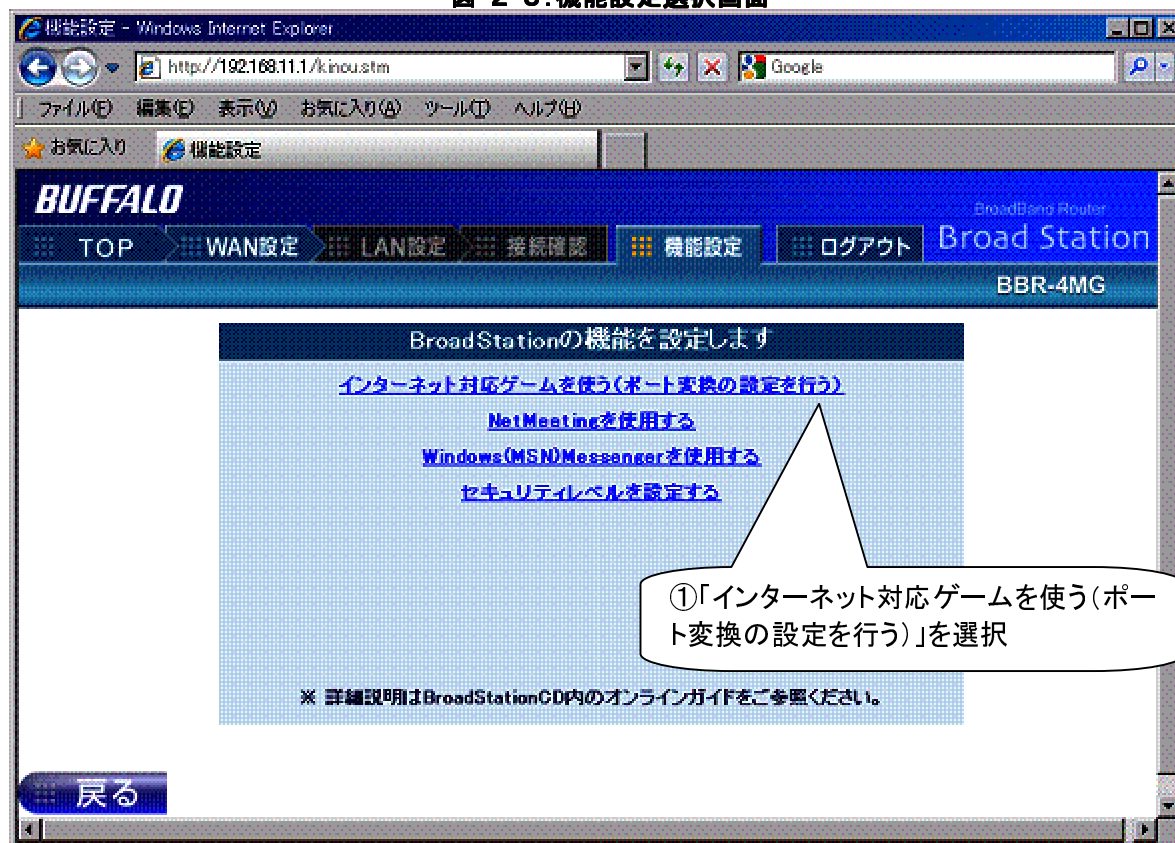 図 2-3:機能設定選択画面
機能設定 - Windows Internet Explorer
http://192.168.11.1/kinou.stm
Google
ファイル(F) 編集(E) 表示(V) お気に入り(A) ツール(T) ヘルプ(H)
お気に入り 機能設定
BUFFALO
BroadBand Router
TOP WAN設定 LAN設定 接続確認 機能設定 ログアウト Broad Station
BBR-4MG
BroadStationの機能を設定します
インターネット対応ゲームを使う(ポート変換の設定を行う)
NetMeetingを使用する
Windows(MSN)Messengerを使用する
セキュリティレベルを設定する
①「インターネット対応ゲームを使う(ポー
ト変換の設定を行う)」を選択
※ 詳細説明はBroadStationCD内のオンラインガイドをご参照ください。
戻る